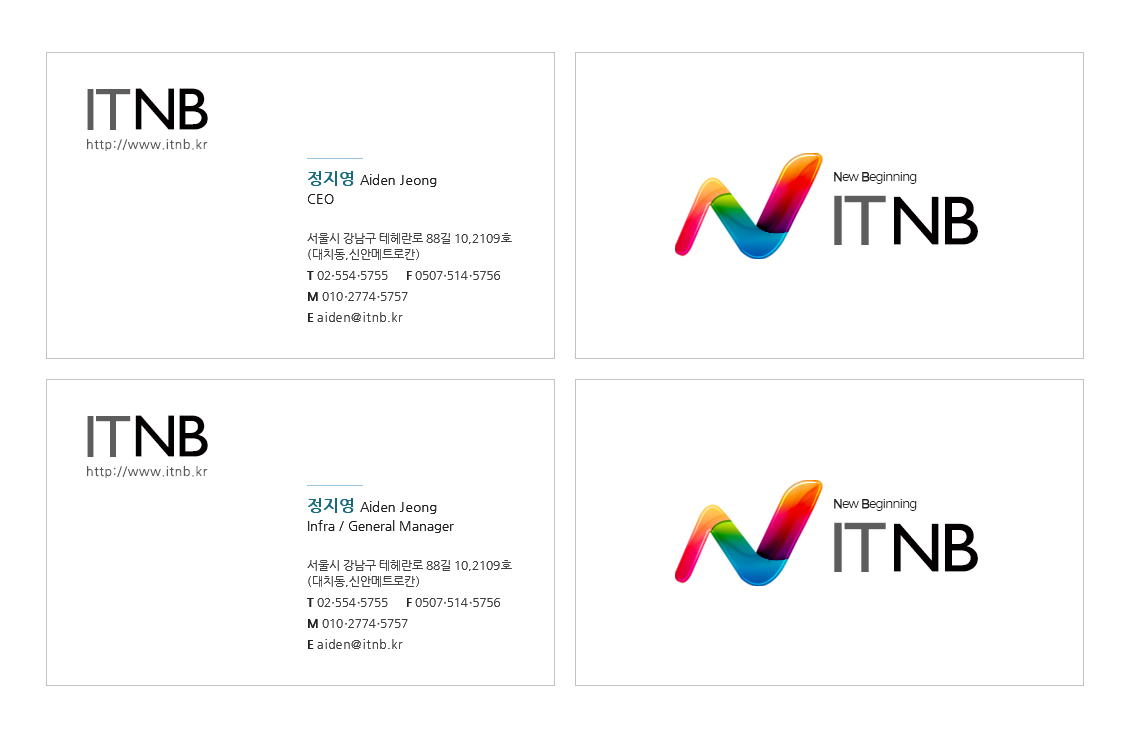 ITNB
http://www.itnb.kr
정지영 Aiden Jeong
CEO
서울시 강남구 테헤란로 88길 10,2109호
(대치동,신안메트로칸)
T 02·554·5755 F 0507·514·5756
M 010·2774·5757
E aiden@itnb.kr
New Beginning
ITNB
ITNB
http://www.itnb.kr
정지영 Aiden Jeong
Infra / General Manager
서울시 강남구 테헤란로 88길 10,2109호
(대치동,신안메트로칸)
T 02·554·5755 F 0507·514·5756
M 010·2774·5757
E aiden@itnb.kr
New Beginning
ITNB